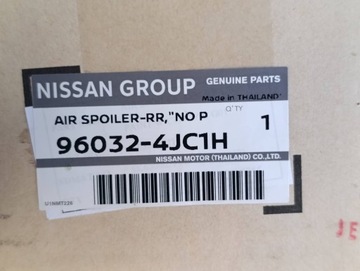 NISSAN GROUP GENUINE PARTS
Made in THAILAND'
AIR SPOILER-RR,"NO P Q'TY 1
96032-4JC1H
NISSAN MOTOR (THAILAND) CO.,LTD.
JE